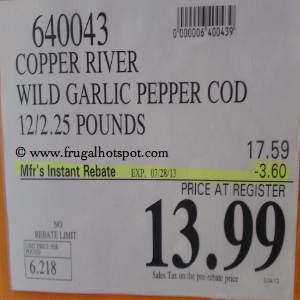 640043
0000006400439
COPPER RIVER
WILD GARLIC PEPPER COD
12/2.25 POUNDS
© www.frugalhotspot.com
17.59
Mfr's Instant Rebate EXP. 07/28/13 -3.60
PRICE AT REGISTER
13.99
NO
REBATE LIMIT
UNIT PRICE PER
POUND
6.218
Sales Tax on the pre-rebate price